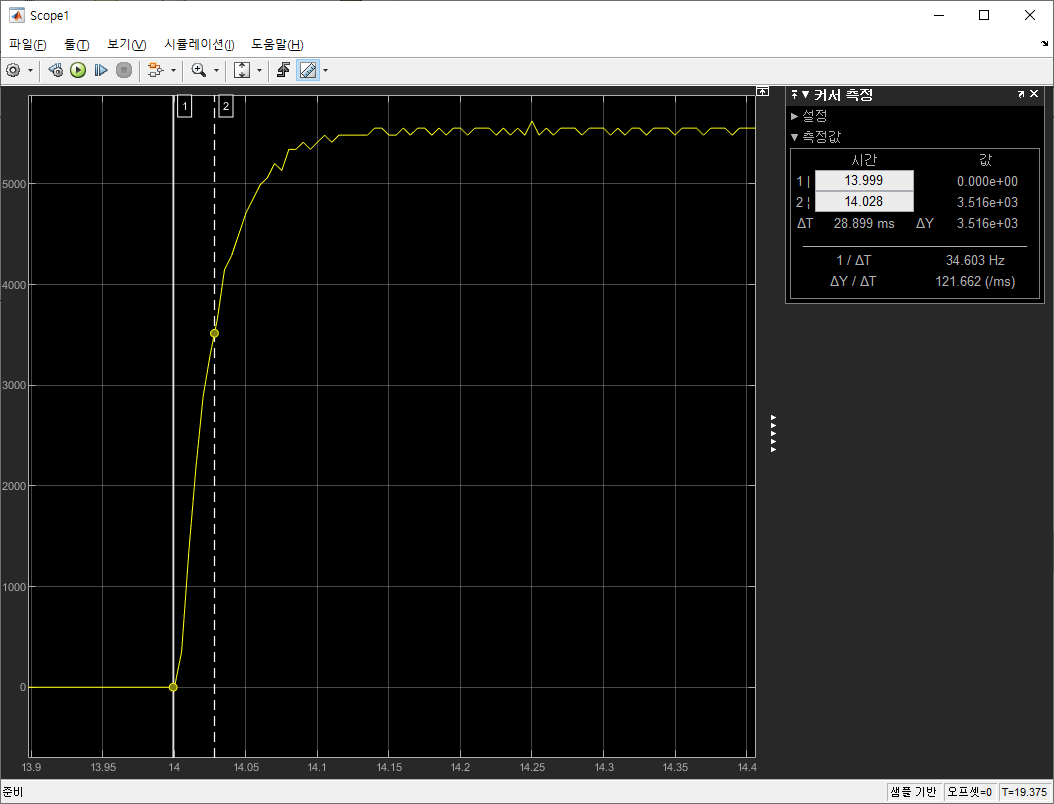 Scope1
파일(F) 툴(T) 보기(V) 시뮬레이션(I) 도움말(H)
1 2
5000
4000
3000
2000
1000
0
13.9 13.95 14 14.05 14.1 14.15 14.2 14.25 14.3 14.35 14.4
커서 측정
설정
측정값
시간 값
1 | 13.999 0.000e+00
2 ¦ 14.028 3.516e+03
ΔT 28.899 ms ΔY 3.516e+03
1 / ΔT 34.603 Hz
ΔY / ΔT 121.662 (/ms)
준비 샘플 기반 오프셋=0 T=19.375